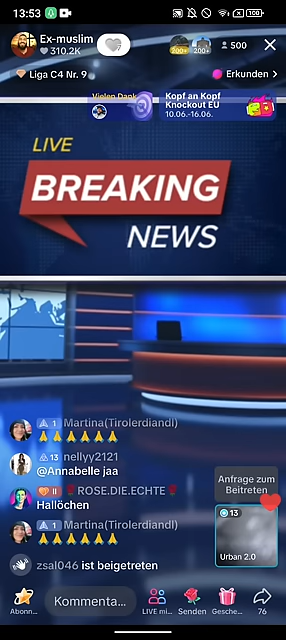 13:53
100
Ex-muslim
310.2K
200+
200+
500
Liga C4 Nr. 9
Erkunden >
Vielen Dank
Kopf an Kopf
Knockout EU
10.06.-16.06.
LIVE
BREAKING
NEWS
1 Martina(Tirolerdiandl)
🙏🙏🙏🙏🙏🙏
13 nellyy2121
@Annabelle jaa
II 🌹ROSE.DIE.ECHTE🌹
Hallöchen
1 Martina(Tirolerdiandl)
🙏🙏🙏🙏🙏🙏
zsal046 ist beigetreten
Anfrage zum
Beitreten
13
Urban 2.0
Kommenta...
Abonn...
LIVE mi...
Senden
Gesche...
76